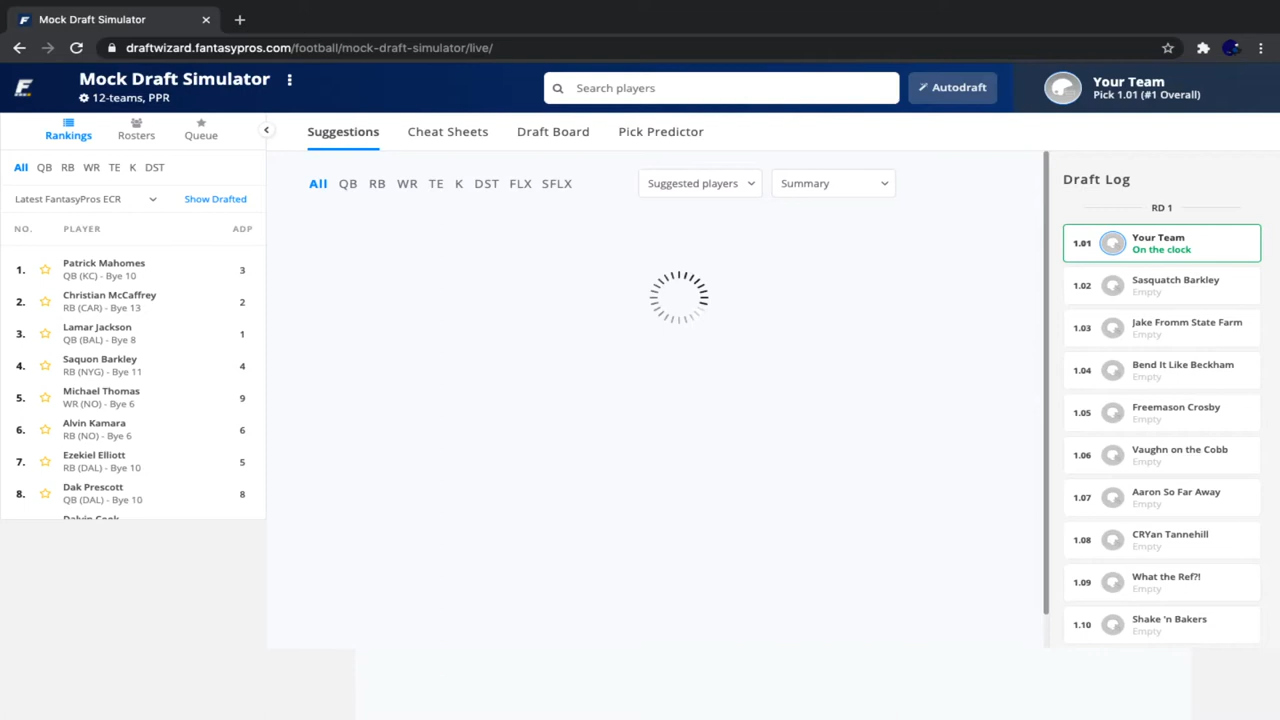 Mock Draft Simulator
draftwizard.fantasypros.com/football/mock-draft-simulator/live/
F
Mock Draft Simulator
12-teams, PPR
Search players
Autodraft
Your Team
Pick 1.01 (#1 Overall)
Rankings
Rosters
Queue
Suggestions
Cheat Sheets
Draft Board
Pick Predictor
All QB RB WR TE K DST
Latest FantasyPros ECR
Show Drafted
NO. PLAYER ADP
1. Patrick Mahomes 3
QB (KC) - Bye 10
2. Christian McCaffrey 2
RB (CAR) - Bye 13
3. Lamar Jackson 1
QB (BAL) - Bye 8
4. Saquon Barkley 4
RB (NYG) - Bye 11
5. Michael Thomas 9
WR (NO) - Bye 6
6. Alvin Kamara 6
RB (NO) - Bye 6
7. Ezekiel Elliott 5
RB (DAL) - Bye 10
8. Dak Prescott 8
QB (DAL) - Bye 10
Dalvin Cook
All QB RB WR TE K DST FLX SFLX
Suggested players
Summary
Draft Log
RD 1
1.01 Your Team
On the clock
1.02 Sasquatch Barkley
Empty
1.03 Jake Fromm State Farm
Empty
1.04 Bend It Like Beckham
Empty
1.05 Freemason Crosby
Empty
1.06 Vaughn on the Cobb
Empty
1.07 Aaron So Far Away
Empty
1.08 CRYan Tannehill
Empty
1.09 What the Ref?!
Empty
1.10 Shake 'n Bakers
Empty